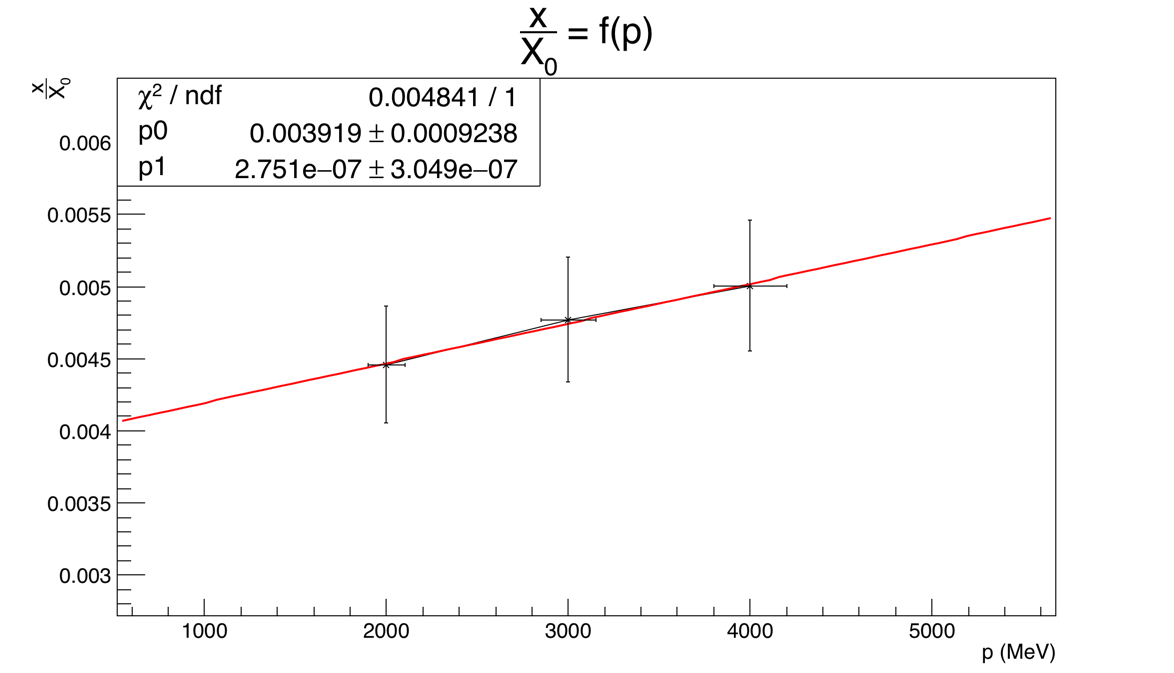 x
X0 = f(p)
x
X0
χ² / ndf 0.004841 / 1
p0 0.003919 ± 0.0009238
p1 2.751e−07 ± 3.049e−07
0.006
0.0055
0.005
0.0045
0.004
0.0035
0.003
1000 2000 3000 4000 5000
p (MeV)